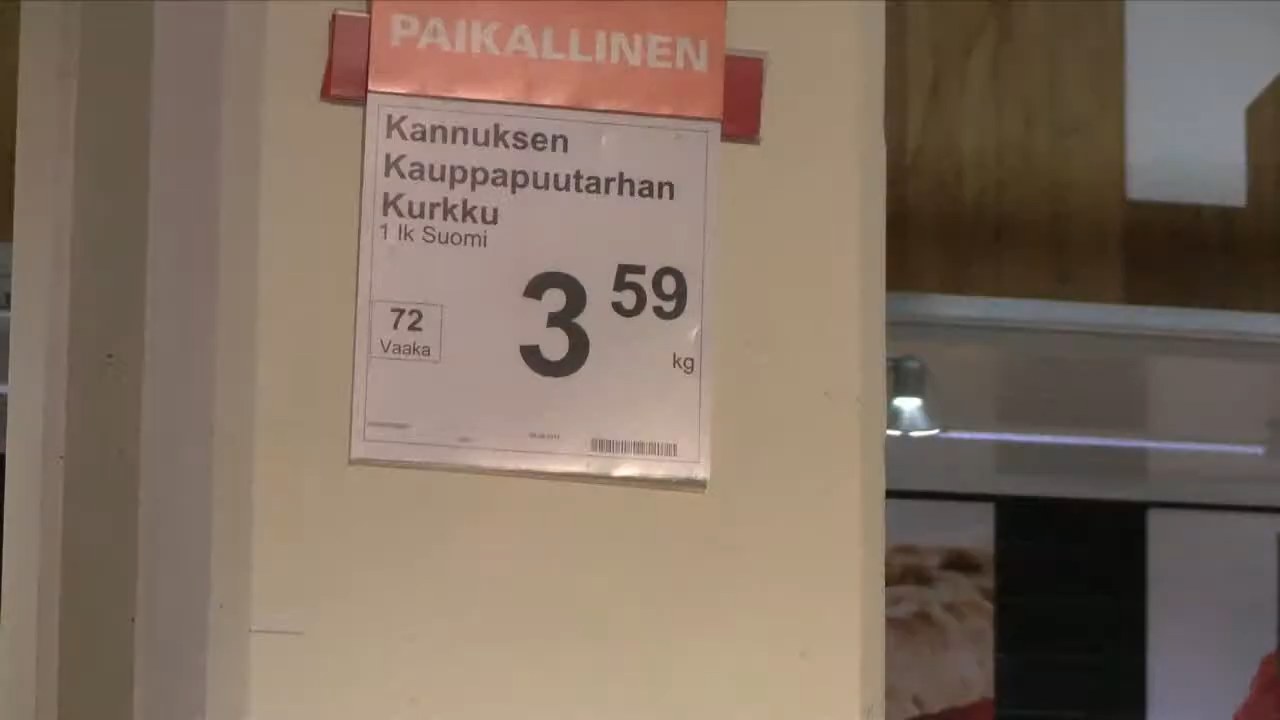 PAIKALLINEN
Kannuksen
Kauppapuutarhan
Kurkku
1 lk Suomi
3 59
72
Vaaka
kg